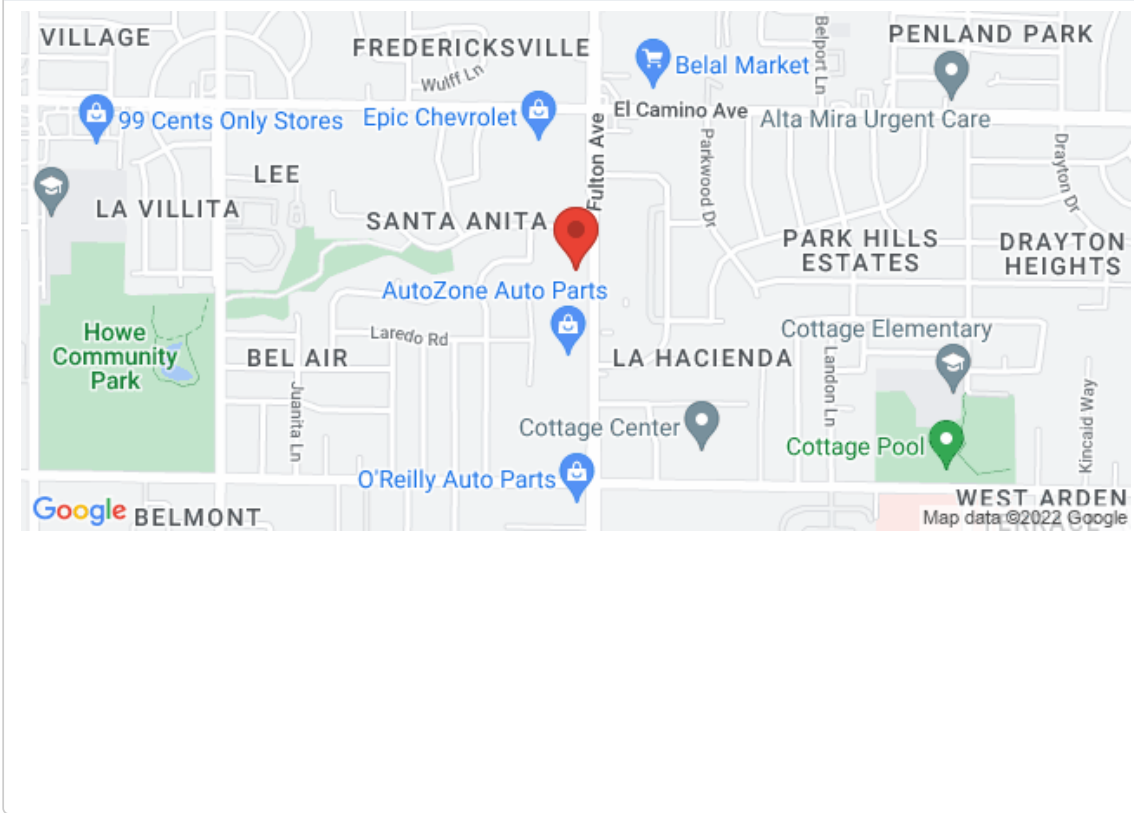 VILLAGE
FREDERICKSVILLE
Wulff Ln
Belal Market
Belport Ln
PENLAND PARK
99 Cents Only Stores
Epic Chevrolet
El Camino Ave
Alta Mira Urgent Care
LEE
Fulton Ave
Parkwood Dr
Drayton Dr
LA VILLITA
SANTA ANITA
PARK HILLS
ESTATES
DRAYTON
HEIGHTS
AutoZone Auto Parts
Howe
Community
Park
Laredo Rd
BEL AIR
LA HACIENDA
Cottage Elementary
Juanita Ln
Landon Ln
Kincaid Way
Cottage Center
Cottage Pool
O'Reilly Auto Parts
Google
BELMONT
WEST ARDEN
TERRACE
Map data ©2022 Google